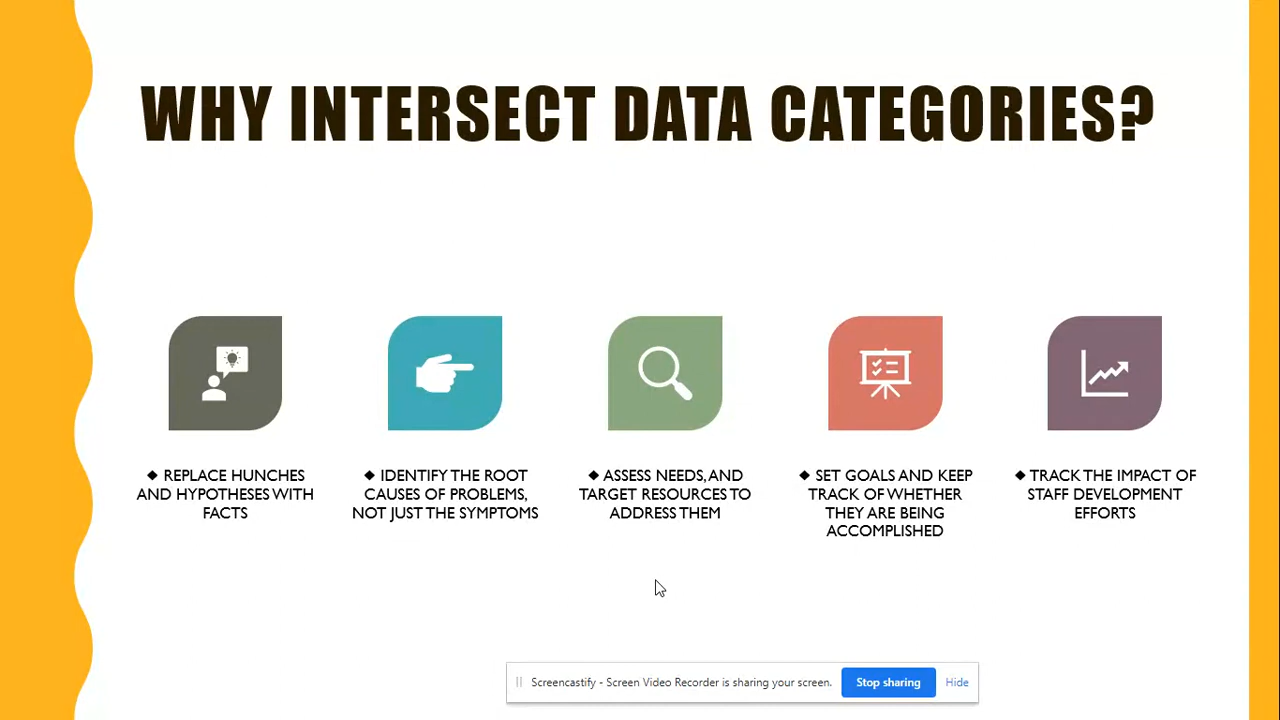 WHY INTERSECT DATA CATEGORIES?
◆ REPLACE HUNCHES
AND HYPOTHESES WITH
FACTS
◆ IDENTIFY THE ROOT
CAUSES OF PROBLEMS,
NOT JUST THE SYMPTOMS
◆ ASSESS NEEDS, AND
TARGET RESOURCES TO
ADDRESS THEM
◆ SET GOALS AND KEEP
TRACK OF WHETHER
THEY ARE BEING
ACCOMPLISHED
◆ TRACK THE IMPACT OF
STAFF DEVELOPMENT
EFFORTS
Screencastify - Screen Video Recorder is sharing your screen. Stop sharing Hide